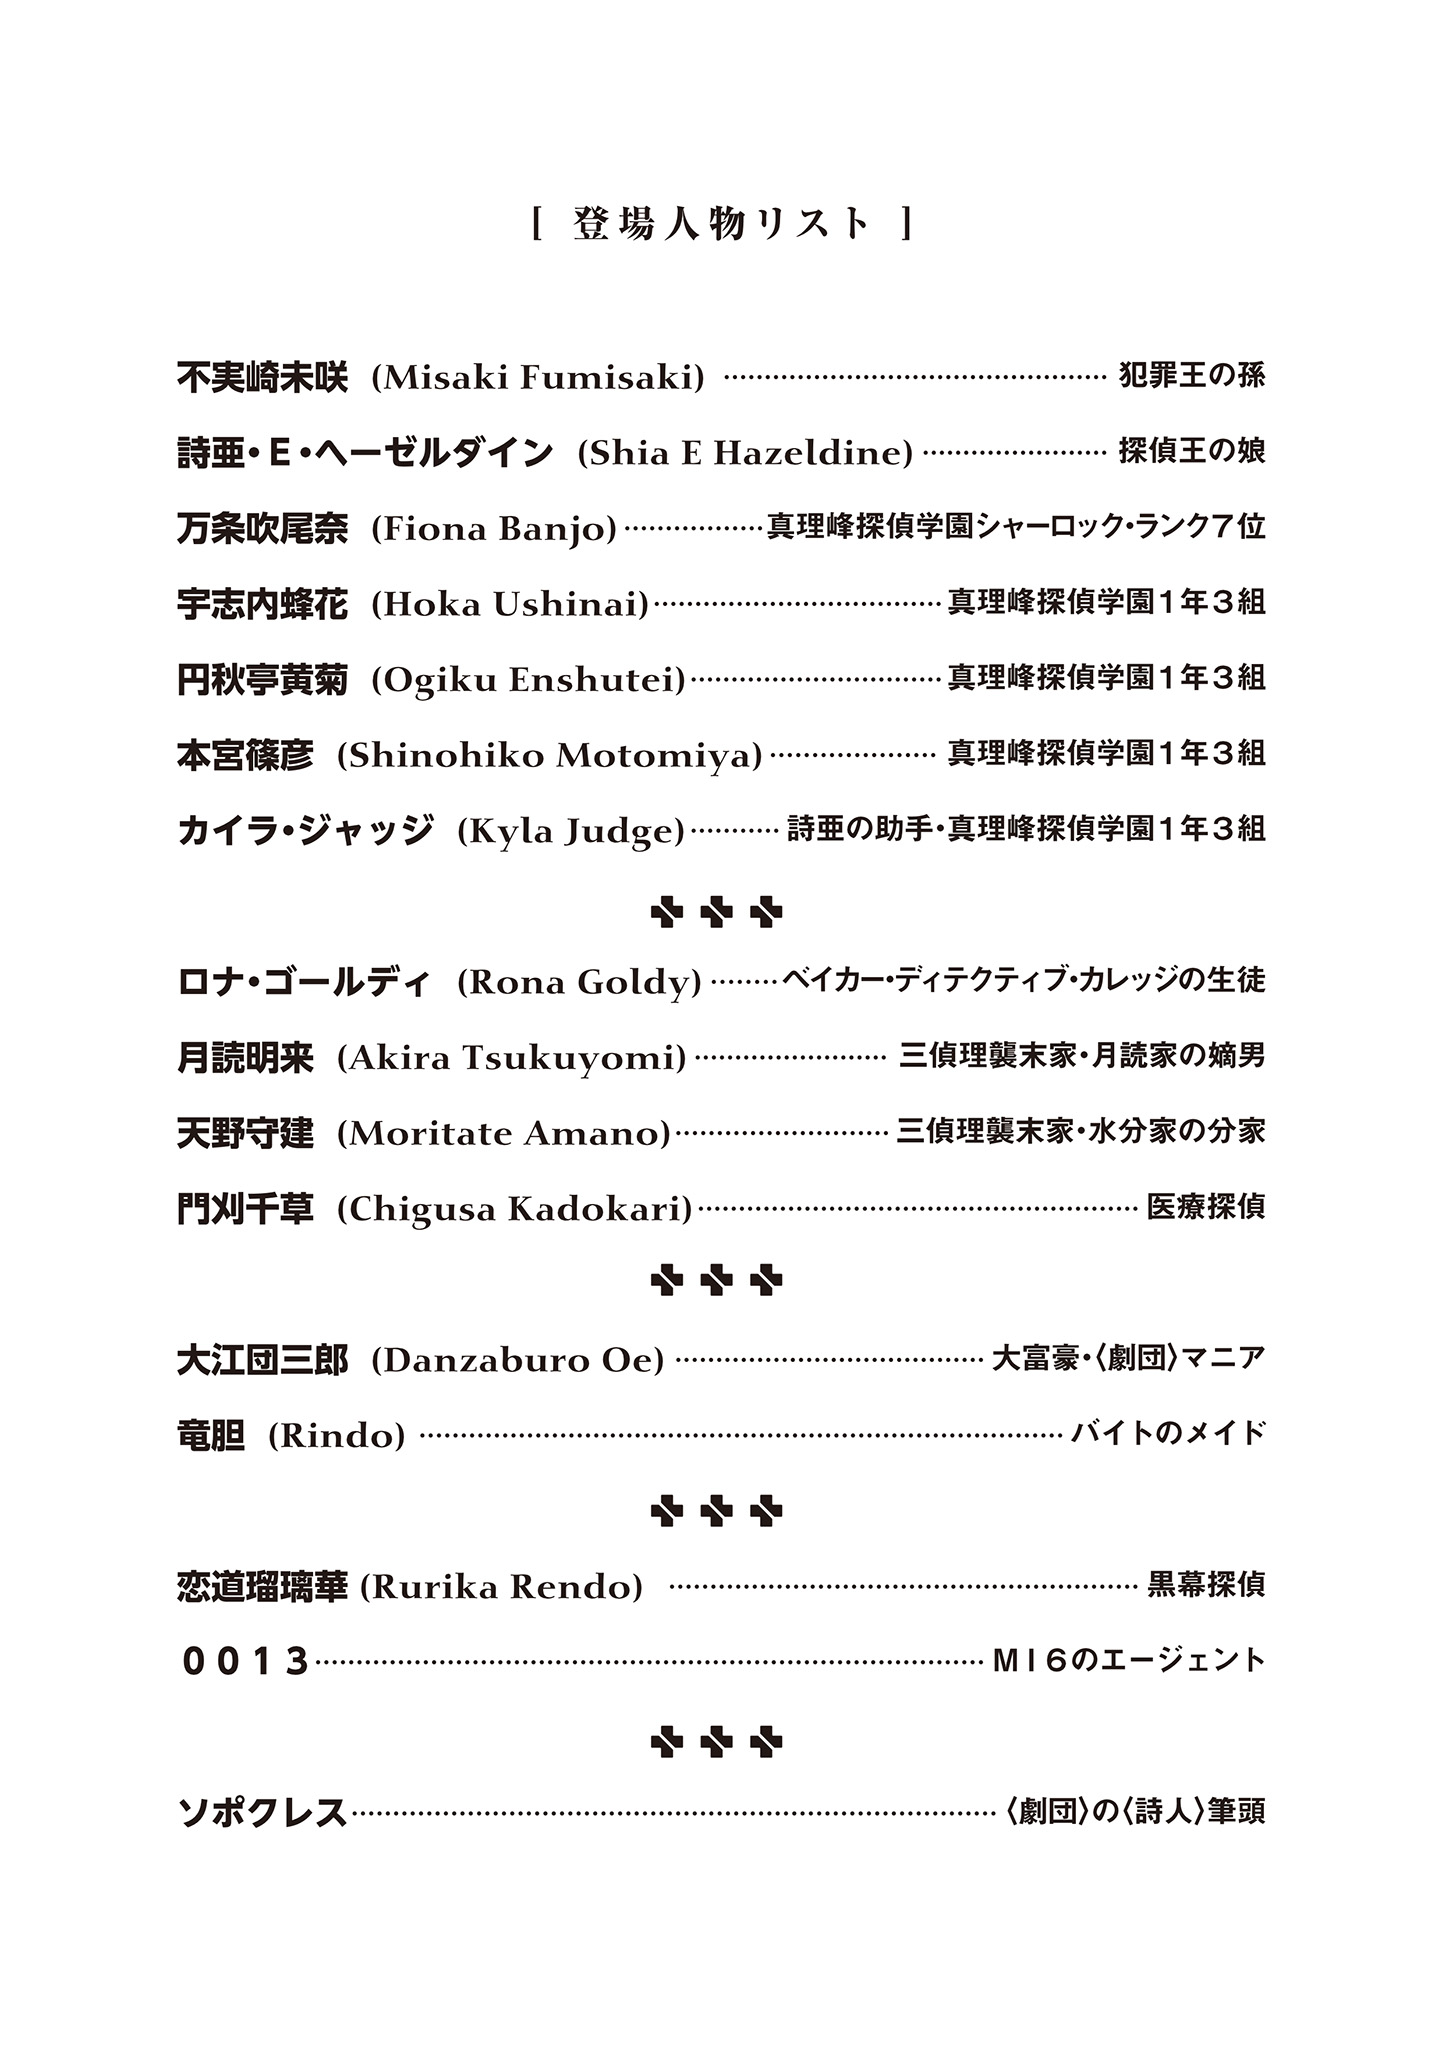 [ 登場人物リスト ]
不実崎未咲 (Misaki Fumisaki) ⋯⋯⋯⋯⋯⋯⋯⋯⋯⋯⋯ 犯罪王の孫
詩亜・E・ヘーゼルダイン (Shia E Hazeldine) ⋯⋯⋯⋯⋯ 探偵王の娘
万条吹尾奈 (Fiona Banjo) ⋯⋯⋯⋯ 真理峰探偵学園シャーロック・ランク7位
宇志内蜂花 (Hoka Ushinai) ⋯⋯⋯⋯⋯⋯⋯⋯ 真理峰探偵学園1年3組
円秋亭黄菊 (Ogiku Enshutei) ⋯⋯⋯⋯⋯⋯⋯ 真理峰探偵学園1年3組
本宮篠彦 (Shinohiko Motomiya) ⋯⋯⋯⋯⋯ 真理峰探偵学園1年3組
カイラ・ジャッジ (Kyla Judge) ⋯⋯⋯ 詩亜の助手・真理峰探偵学園1年3組
ロナ・ゴールディ (Rona Goldy) ⋯⋯ ベイカー・ディテクティブ・カレッジの生徒
月読明来 (Akira Tsukuyomi) ⋯⋯⋯⋯⋯ 三偵理襲末家・月読家の嫡男
天野守建 (Moritate Amano) ⋯⋯⋯⋯⋯⋯ 三偵理襲末家・水分家の分家
門刈千草 (Chigusa Kadokari) ⋯⋯⋯⋯⋯⋯⋯⋯⋯⋯⋯⋯ 医療探偵
大江団三郎 (Danzaburo Oe) ⋯⋯⋯⋯⋯⋯⋯⋯ 大富豪・〈劇団〉マニア
竜胆 (Rindo) ⋯⋯⋯⋯⋯⋯⋯⋯⋯⋯⋯⋯⋯⋯⋯⋯⋯ バイトのメイド
恋道瑠璃華 (Rurika Rendo) ⋯⋯⋯⋯⋯⋯⋯⋯⋯⋯⋯⋯⋯ 黒幕探偵
0013 ⋯⋯⋯⋯⋯⋯⋯⋯⋯⋯⋯⋯⋯⋯⋯⋯⋯⋯ MI6のエージェント
ソポクレス ⋯⋯⋯⋯⋯⋯⋯⋯⋯⋯⋯⋯⋯⋯⋯⋯⋯ 〈劇団〉の〈詩人〉筆頭